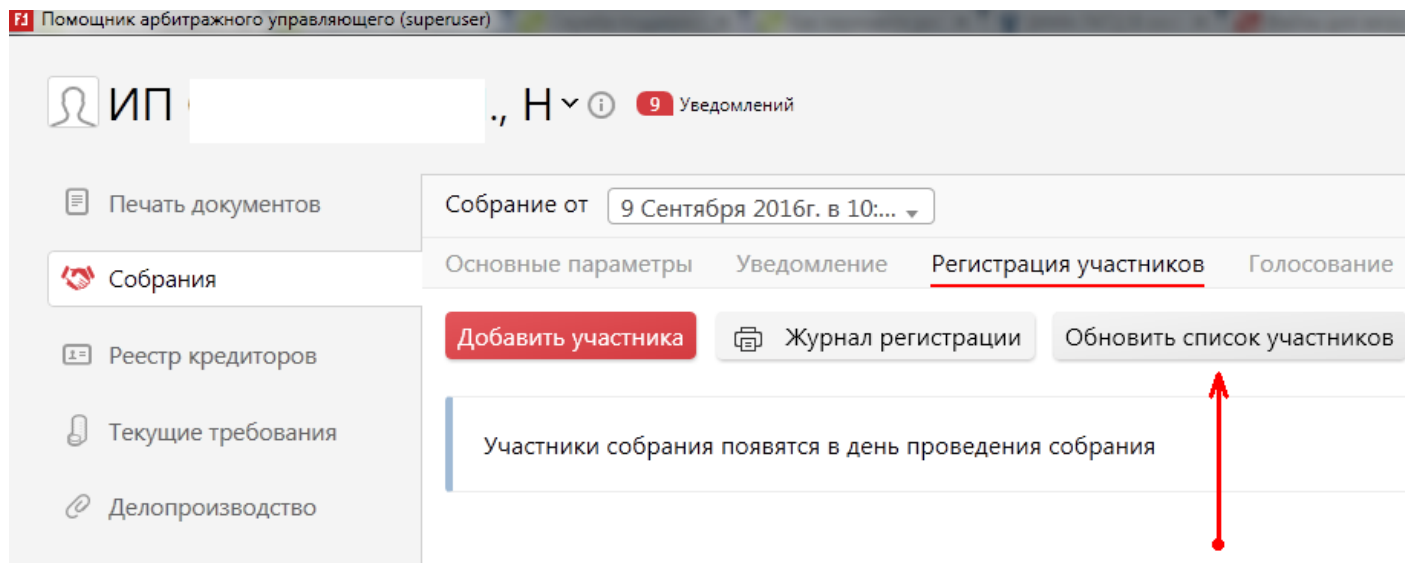 Помощник арбитражного управляющего (superuser)
ИП ., Н 9 Уведомлений
Печать документов
Собрание от 9 Сентября 2016г. в 10:...
Собрания
Основные параметры Уведомление Регистрация участников Голосование
Добавить участника Журнал регистрации Обновить список участников
Реестр кредиторов
Текущие требования
Участники собрания появятся в день проведения собрания
Делопроизводство